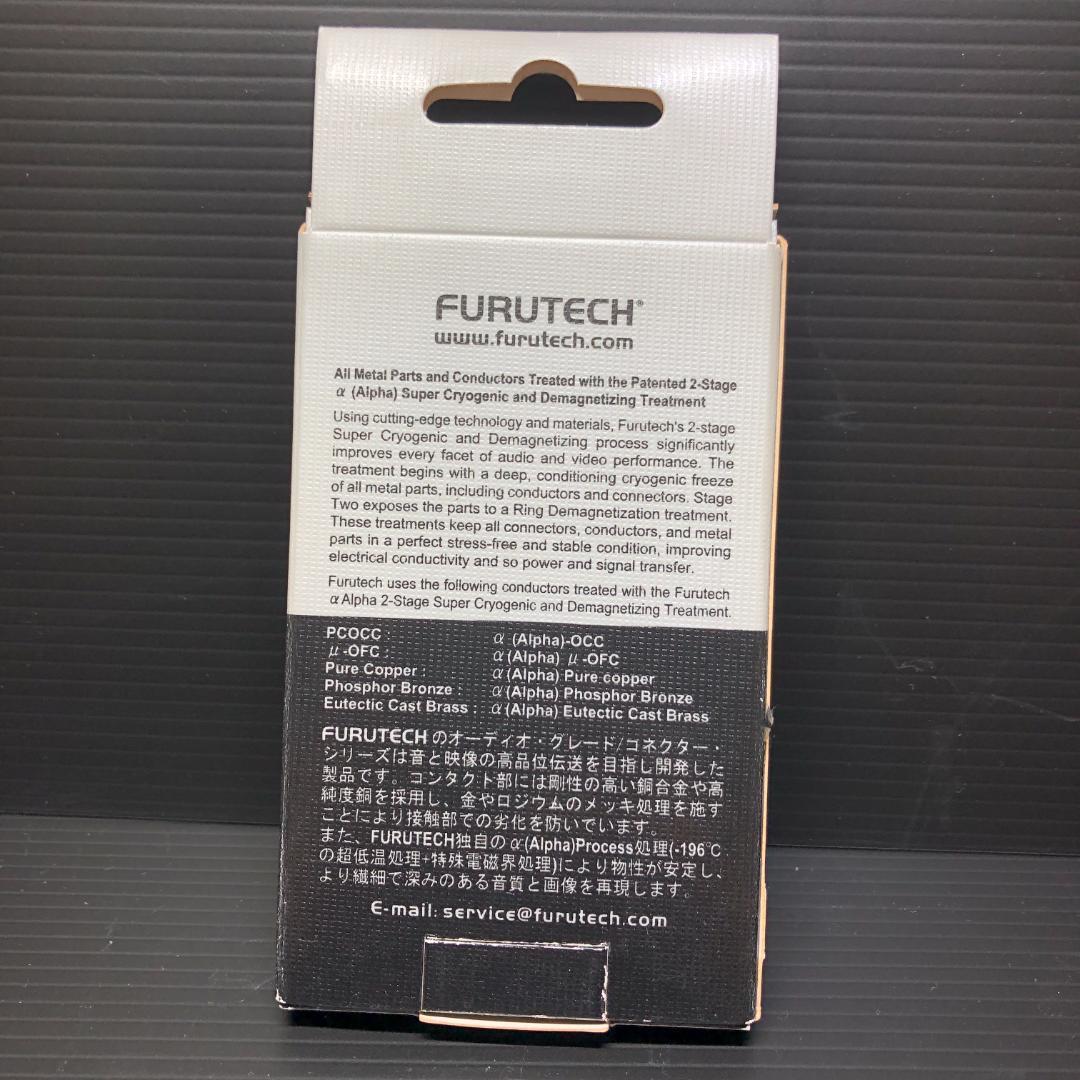 FURUTECH®
www.furutech.com
All Metal Parts and Conductors Treated with the Patented 2-Stage
α (Alpha) Super Cryogenic and Demagnetizing Treatment
Using cutting-edge technology and materials, Furutech's 2-stage
Super Cryogenic and Demagnetizing process significantly
improves every facet of audio and video performance. The
treatment begins with a deep, conditioning cryogenic freeze
of all metal parts, including conductors and connectors. Stage
Two exposes the parts to a Ring Demagnetization treatment.
These treatments keep all connectors, conductors, and metal
parts in a perfect stress-free and stable condition, improving
electrical conductivity and so power and signal transfer.
Furutech uses the following conductors treated with the Furutech
α Alpha 2-Stage Super Cryogenic and Demagnetizing Treatment.
PCOCC : α (Alpha)-OCC
μ-OFC : α (Alpha) μ-OFC
Pure Copper : α (Alpha) Pure copper
Phosphor Bronze α (Alpha) Phosphor Bronze
Eutectic Cast Brass : α (Alpha) Eutectic Cast Brass
FURUTECH のオーディオ・グレード/コネクター・
シリーズは音と映像の高品位伝送を目指し開発した
製品です。コンタクト部には剛性の高い銅合金や高
純度銅を採用し、金やロジウムのメッキ処理を施す
ことにより接触部での劣化を防いでいます。
また、FURUTECH独自のα(Alpha)Process処理(-196℃
の超低温処理+特殊電磁界処理)により物性が安定し、
より繊細で深みのある音質と画像を再現します。
E-mail: service@furutech.com